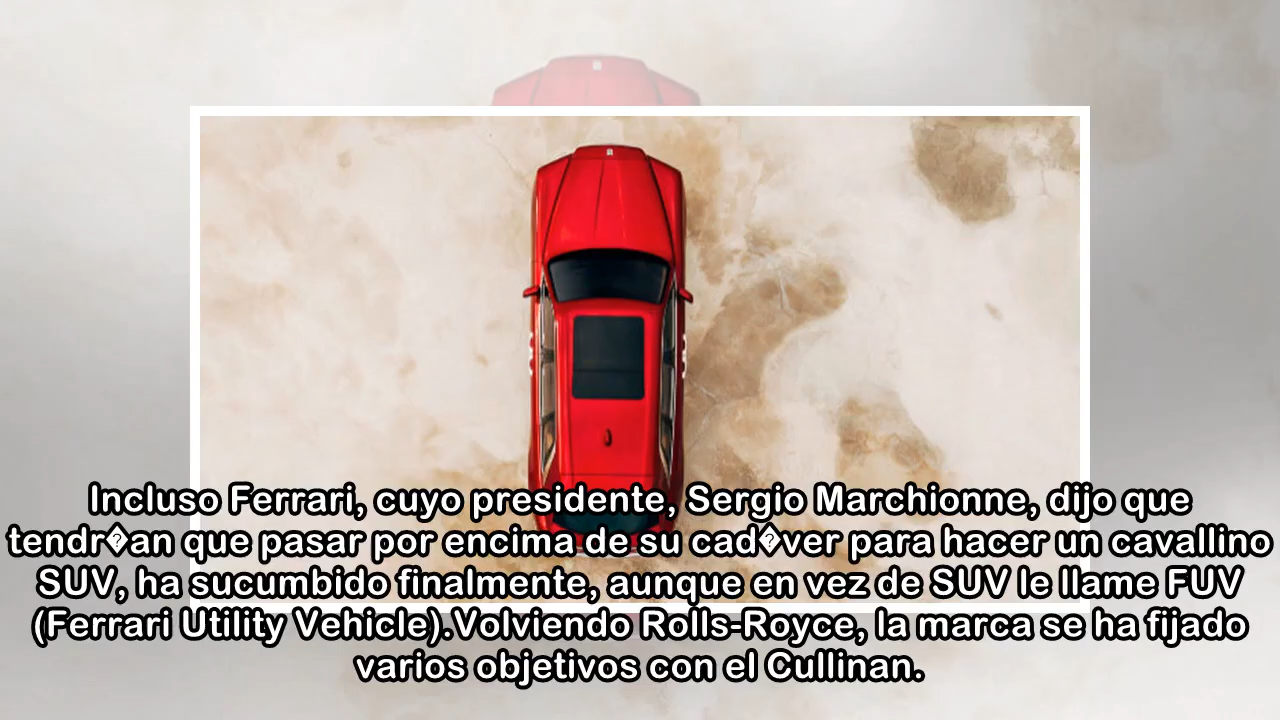 Incluso Ferrari, cuyo presidente, Sergio Marchionne, dijo que
tendr�an que pasar por encima de su cad�ver para hacer un cavallino
SUV, ha sucumbido finalmente, aunque en vez de SUV le llame FUV
(Ferrari Utility Vehicle).Volviendo Rolls-Royce, la marca se ha fijado
varios objetivos con el Cullinan.